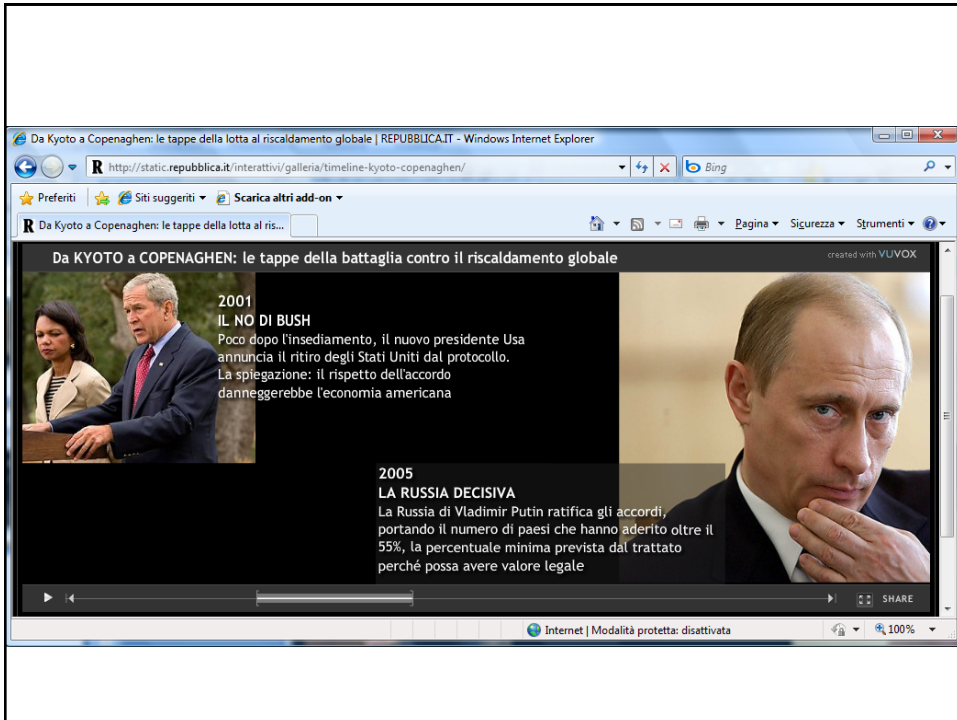 Da Kyoto a Copenaghen: le tappe della lotta al riscaldamento globale | REPUBBLICA.IT - Windows Internet Explorer
R http://static.repubblica.it/interattivi/galleria/timeline-kyoto-copenaghen/
Bing
Preferiti Siti suggeriti Scarica altri add-on
R Da Kyoto a Copenaghen: le tappe della lotta al ris...
Pagina Sicurezza Strumenti
Da KYOTO a COPENAGHEN: le tappe della battaglia contro il riscaldamento globale
created with VUVOX
2001
IL NO DI BUSH
Poco dopo l'insediamento, il nuovo presidente Usa
annuncia il ritiro degli Stati Uniti dal protocollo.
La spiegazione: il rispetto dell'accordo
danneggerebbe l'economia americana
2005
LA RUSSIA DECISIVA
La Russia di Vladimir Putin ratifica gli accordi,
portando il numero di paesi che hanno aderito oltre il
55%, la percentuale minima prevista dal trattato
perché possa avere valore legale
SHARE
Internet | Modalità protetta: disattivata
100%